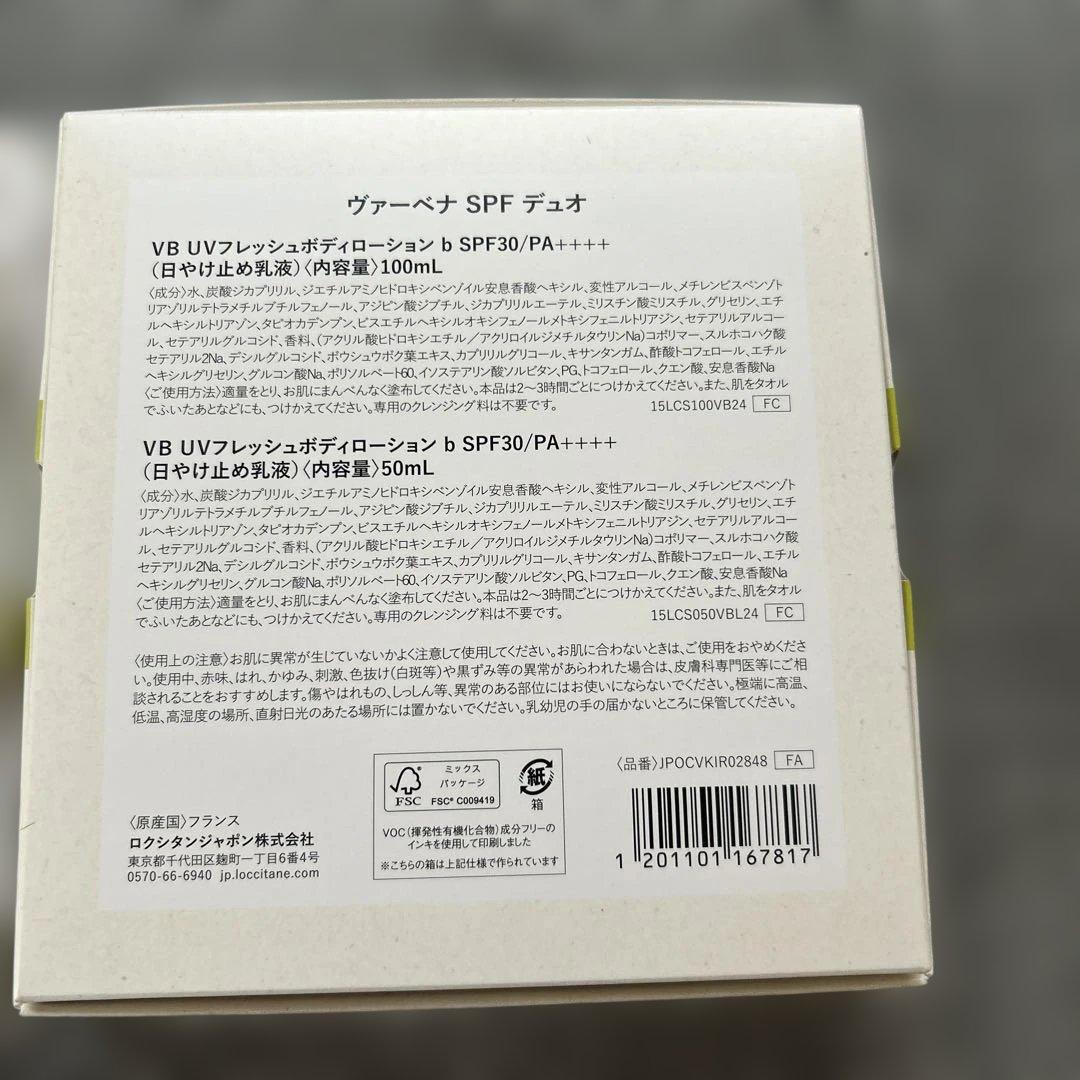 ヴァーベナ SPF デュオ
VB UVフレッシュボディローション b SPF30/PA++++
(日やけ止め乳液)〈内容量〉100mL
〈成分〉水、炭酸ジカプリリル、ジエチルアミノヒドロキシベンゾイル安息香酸ヘキシル、変性アルコール、メチレンビスベンゾト
リアゾリルテトラメチルブチルフェノール、アジピン酸ジブチル、ジカプリリルエーテル、ミリスチン酸ミリスチル、グリセリン、エチ
ルヘキシルトリアゾン、タピオカデンプン、ビスエチルヘキシルオキシフェノールメトキシフェニルトリアジン、セテアリルアルコー
ル、セテアリルグルコシド、香料、(アクリル酸ヒドロキシエチル/アクリロイルジメチルタウリンNa)コポリマー、スルホコハク酸
セテアリル2Na、デシルグルコシド、ボウシュウボク葉エキス、カプリリルグリコール、キサンタンガム、酢酸トコフェロール、エチル
ヘキシルグリセリン、グルコン酸Na、ポリソルベート60、イソステアリン酸ソルビタン、PG、トコフェロール、クエン酸、安息香酸Na
〈ご使用方法〉適量をとり、お肌にまんべんなく塗布してください。本品は2〜3時間ごとにつけかえてください。また、肌をタオル
でふいたあとなどにも、つけかえてください。専用のクレンジング料は不要です。 15LCS100VB24 FC
VB UVフレッシュボディローション b SPF30/PA++++
(日やけ止め乳液)〈内容量〉50mL
〈成分〉水、炭酸ジカプリリル、ジエチルアミノヒドロキシベンゾイル安息香酸ヘキシル、変性アルコール、メチレンビスベンゾト
リアゾリルテトラメチルブチルフェノール、アジピン酸ジブチル、ジカプリリルエーテル、ミリスチン酸ミリスチル、グリセリン、エチ
ルヘキシルトリアゾン、タピオカデンプン、ビスエチルヘキシルオキシフェノールメトキシフェニルトリアジン、セテアリルアルコー
ル、セテアリルグルコシド、香料、(アクリル酸ヒドロキシエチル/アクリロイルジメチルタウリンNa)コポリマー、スルホコハク酸
セテアリル2Na、デシルグルコシド、ボウシュウボク葉エキス、カプリリルグリコール、キサンタンガム、酢酸トコフェロール、エチル
ヘキシルグリセリン、グルコン酸Na、ポリソルベート60、イソステアリン酸ソルビタン、PG、トコフェロール、クエン酸、安息香酸Na
〈ご使用方法〉適量をとり、お肌にまんべんなく塗布してください。本品は2〜3時間ごとにつけかえてください。また、肌をタオル
でふいたあとなどにも、つけかえてください。専用のクレンジング料は不要です。 15LCS050VBL24 FC
〈使用上の注意〉お肌に異常が生じていないかよく注意して使用してください。お肌に合わないときは、ご使用をおやめくださ
い。使用中、赤味、はれ、かゆみ、刺激、色抜け(白斑等)や黒ずみ等の異常があらわれた場合は、皮膚科専門医等にご相
談されることをおすすめします。傷やはれもの、しっしん等、異常のある部位にはお使いにならないでください。極端に高温、
低温、高湿度の場所、直射日光のあたる場所には置かないでください。乳幼児の手の届かないところに保管してください。
〈原産国〉フランス
ロクシタンジャポン株式会社
東京都千代田区麹町一丁目6番4号
0570-66-6940 jp.loccitane.com
FSC
ミックス
パッケージ
FSC® C009419
紙
箱
VOC(揮発性有機化合物)成分フリーの
インキを使用して印刷しました
※こちらの箱は上記仕様で作られています
〈品番〉JPOCVKIR02848 FA
1 201101 167817